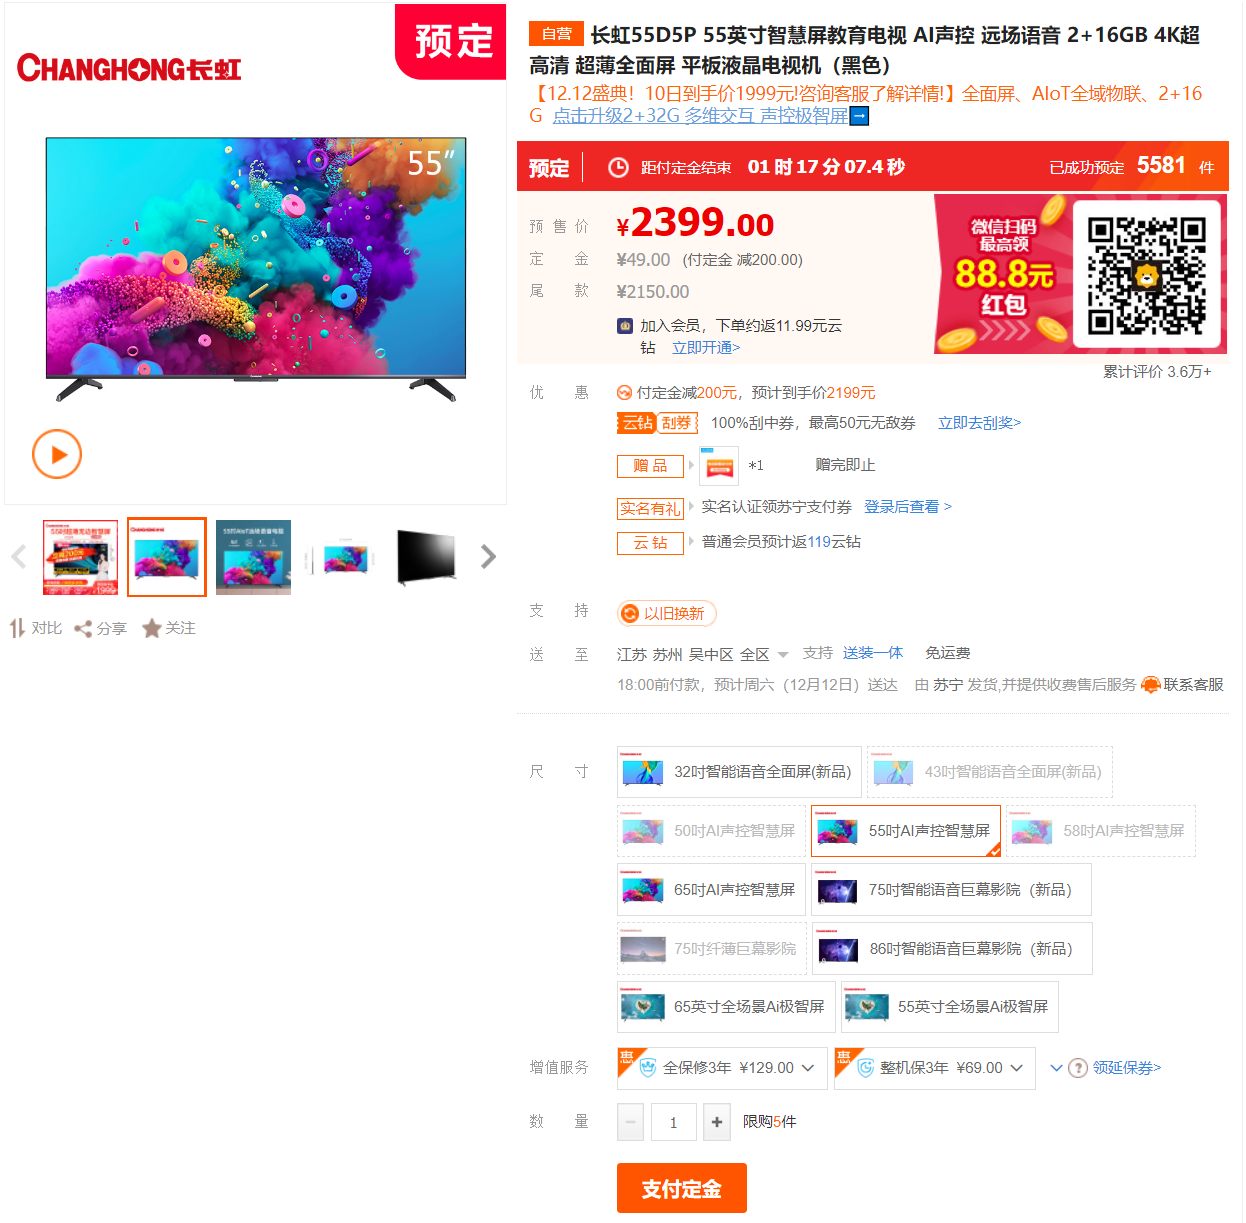 预定
CHANGHONG长虹
55″
对比 分享 关注
自营 长虹55D5P 55英寸智慧屏教育电视 AI声控 远场语音 2+16GB 4K超
高清 超薄全面屏 平板液晶电视机（黑色）
【12.12盛典！10日到手价1999元!咨询客服了解详情!】全面屏、AIoT全域物联、2+16
G 点击升级2+32G 多维交互 声控极智屏
预定 距付定金结束 01 时 17 分 07.4 秒 已成功预定 5581 件
预售价 ¥2399.00
定金 ¥49.00 (付定金 减200.00)
尾款 ¥2150.00
加入会员，下单约返11.99元云
钻 立即开通>
微信扫码
最高领
88.8元
红包
累计评价 3.6万+
优惠 付定金减200元，预计到手价2199元
云钻 刮券 100%刮中券，最高50元无敌券 立即去刮奖>
赠品 *1 赠完即止
实名有礼 实名认证领苏宁支付券 登录后查看 >
云钻 普通会员预计返119云钻
支持 以旧换新
送至 江苏 苏州 吴中区 全区 支持 送装一体 免运费
18:00前付款，预计周六（12月12日）送达 由 苏宁 发货,并提供收费售后服务 联系客服
尺寸 32吋智能语音全面屏(新品) 43吋智能语音全面屏(新品)
50吋AI声控智慧屏 55吋AI声控智慧屏 58吋AI声控智慧屏
65吋AI声控智慧屏 75吋智能语音巨幕影院（新品）
75吋纤薄巨幕影院 86吋智能语音巨幕影院（新品）
65英寸全场景Ai极智屏 55英寸全场景Ai极智屏
增值服务 惠 全保修3年 ¥129.00 惠 整机保3年 ¥69.00 ? 领延保券>
数量 − 1 + 限购5件
支付定金